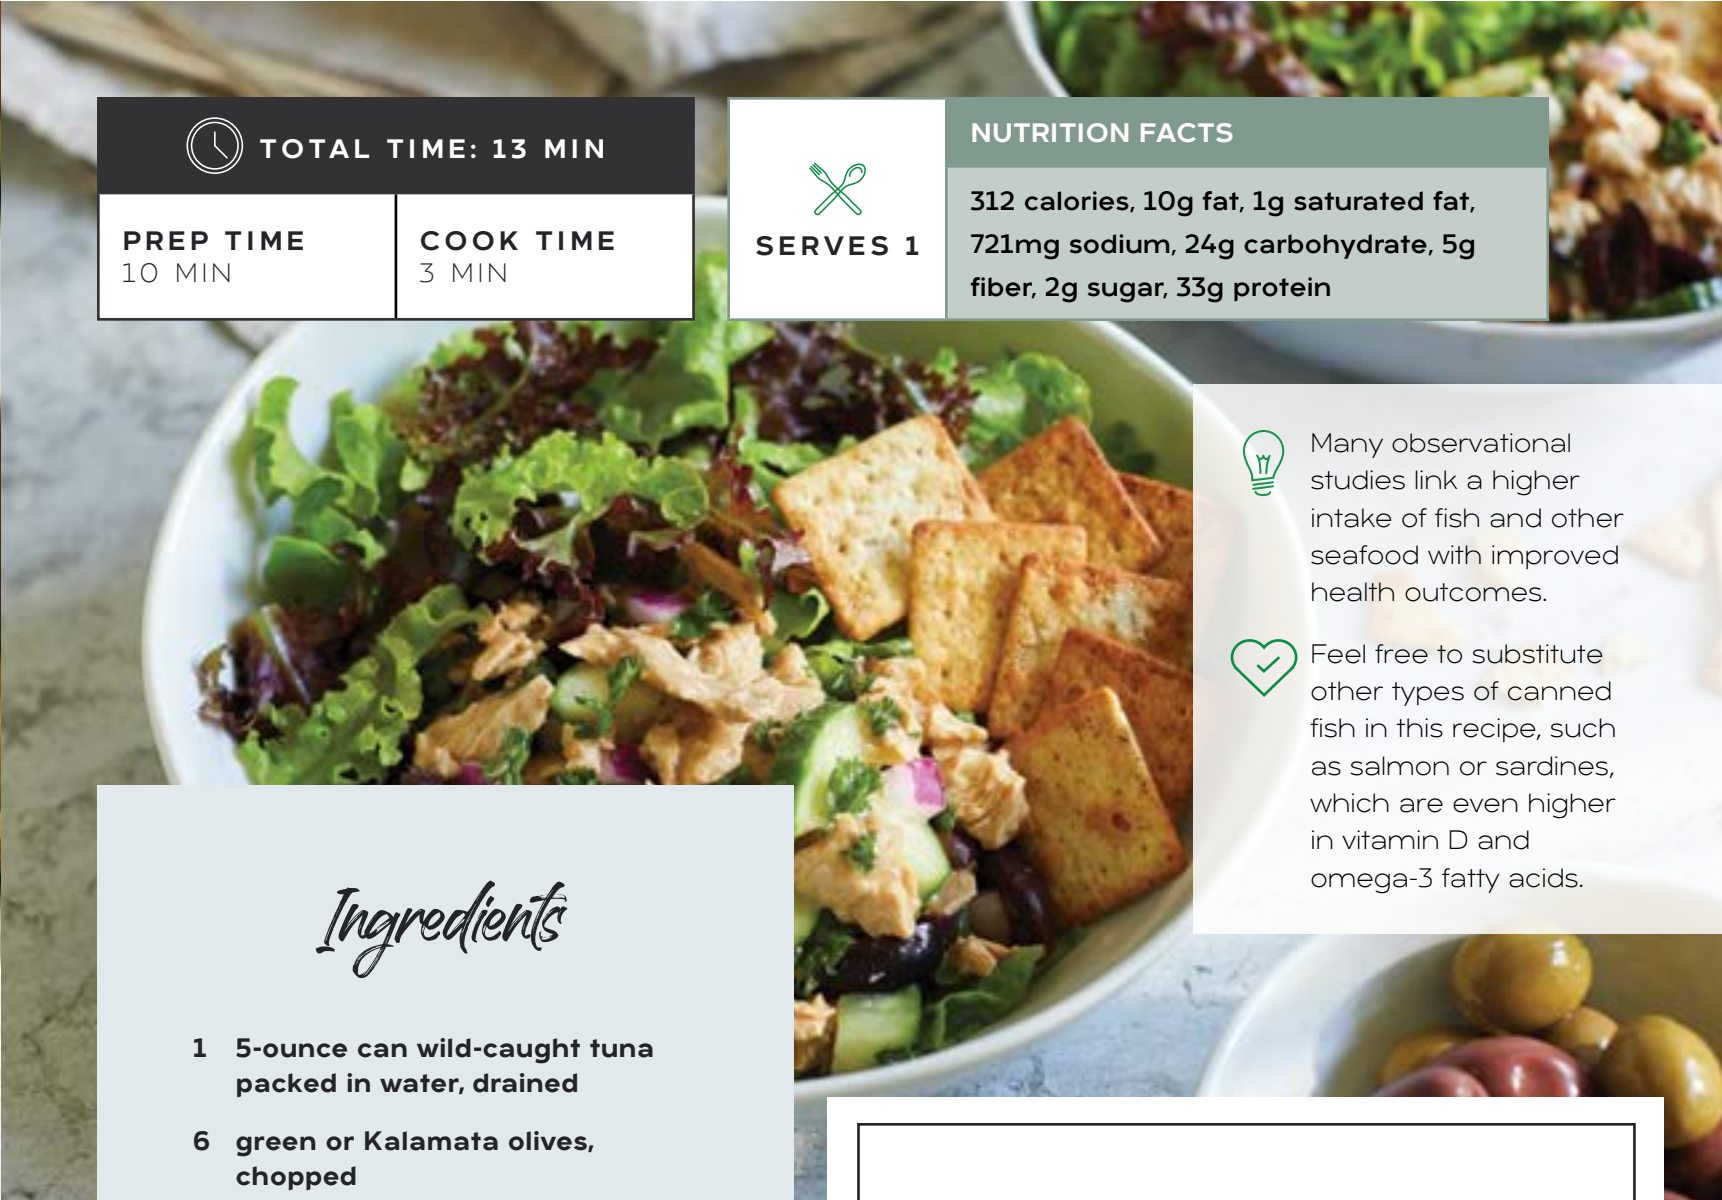 TOTAL TIME: 13 MIN
PREP TIME
10 MIN
COOK TIME
3 MIN
SERVES 1
NUTRITION FACTS
312 calories, 10g fat, 1g saturated fat,
721mg sodium, 24g carbohydrate, 5g
fiber, 2g sugar, 33g protein
Many observational
studies link a higher
intake of fish and other
seafood with improved
health outcomes.
Feel free to substitute
other types of canned
fish in this recipe, such
as salmon or sardines,
which are even higher
in vitamin D and
omega-3 fatty acids.
Ingredients
1 5-ounce can wild-caught tuna
packed in water, drained
6 green or Kalamata olives,
chopped